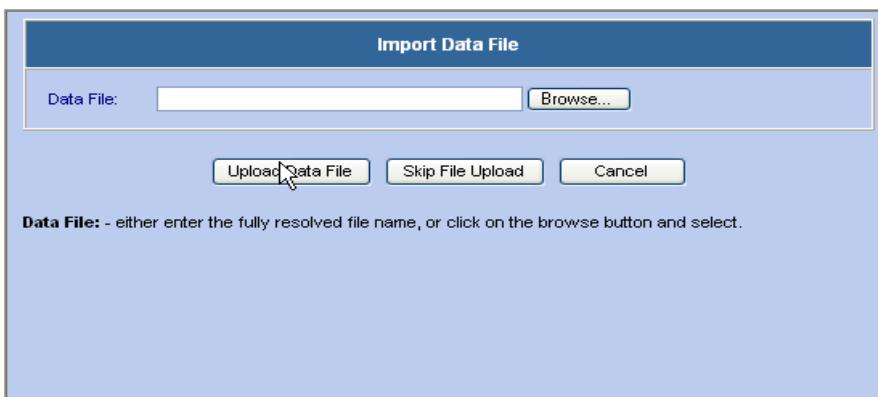 Import Data File
Data File: Browse...
Upload Data File Skip File Upload Cancel
Data File: - either enter the fully resolved file name, or click on the browse button and select.